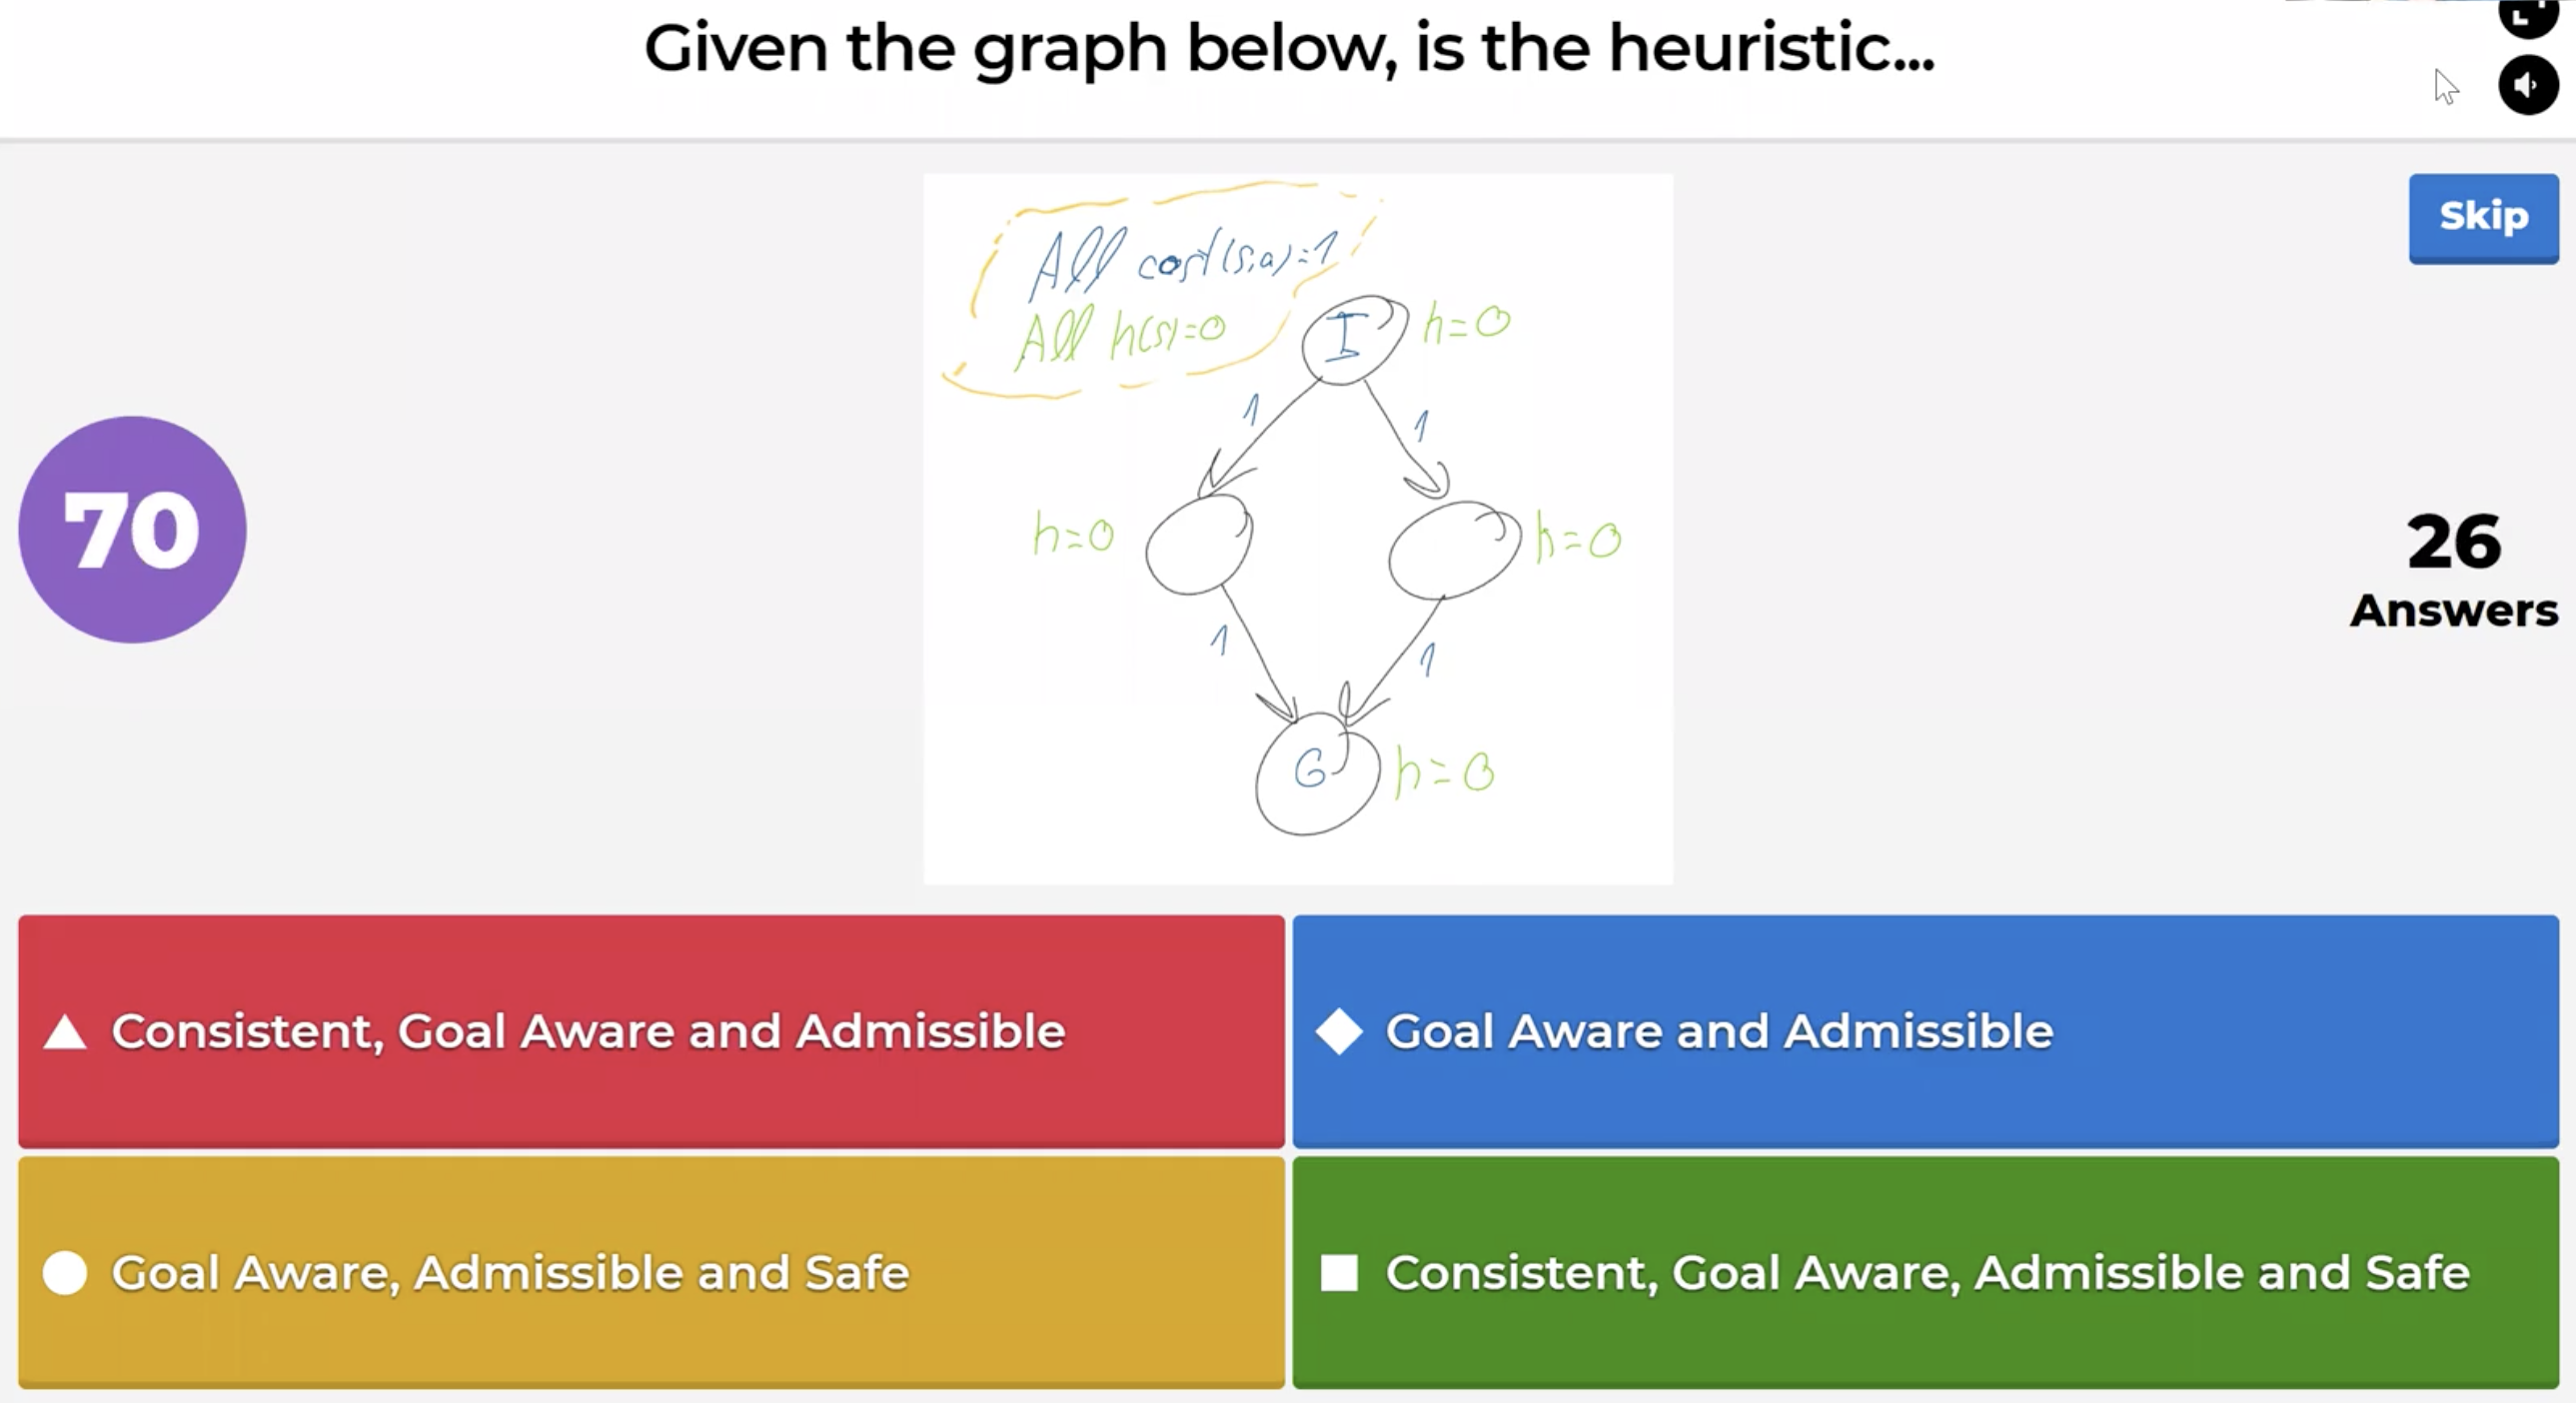 Given the graph below, is the heuristic...
Skip
All cost(s,a)=1
All h(s)=0
I
h=0
1
1
h=0
h=0
1
1
G
h=0
70
26
Answers
Consistent, Goal Aware and Admissible
Goal Aware and Admissible
Goal Aware, Admissible and Safe
Consistent, Goal Aware, Admissible and Safe